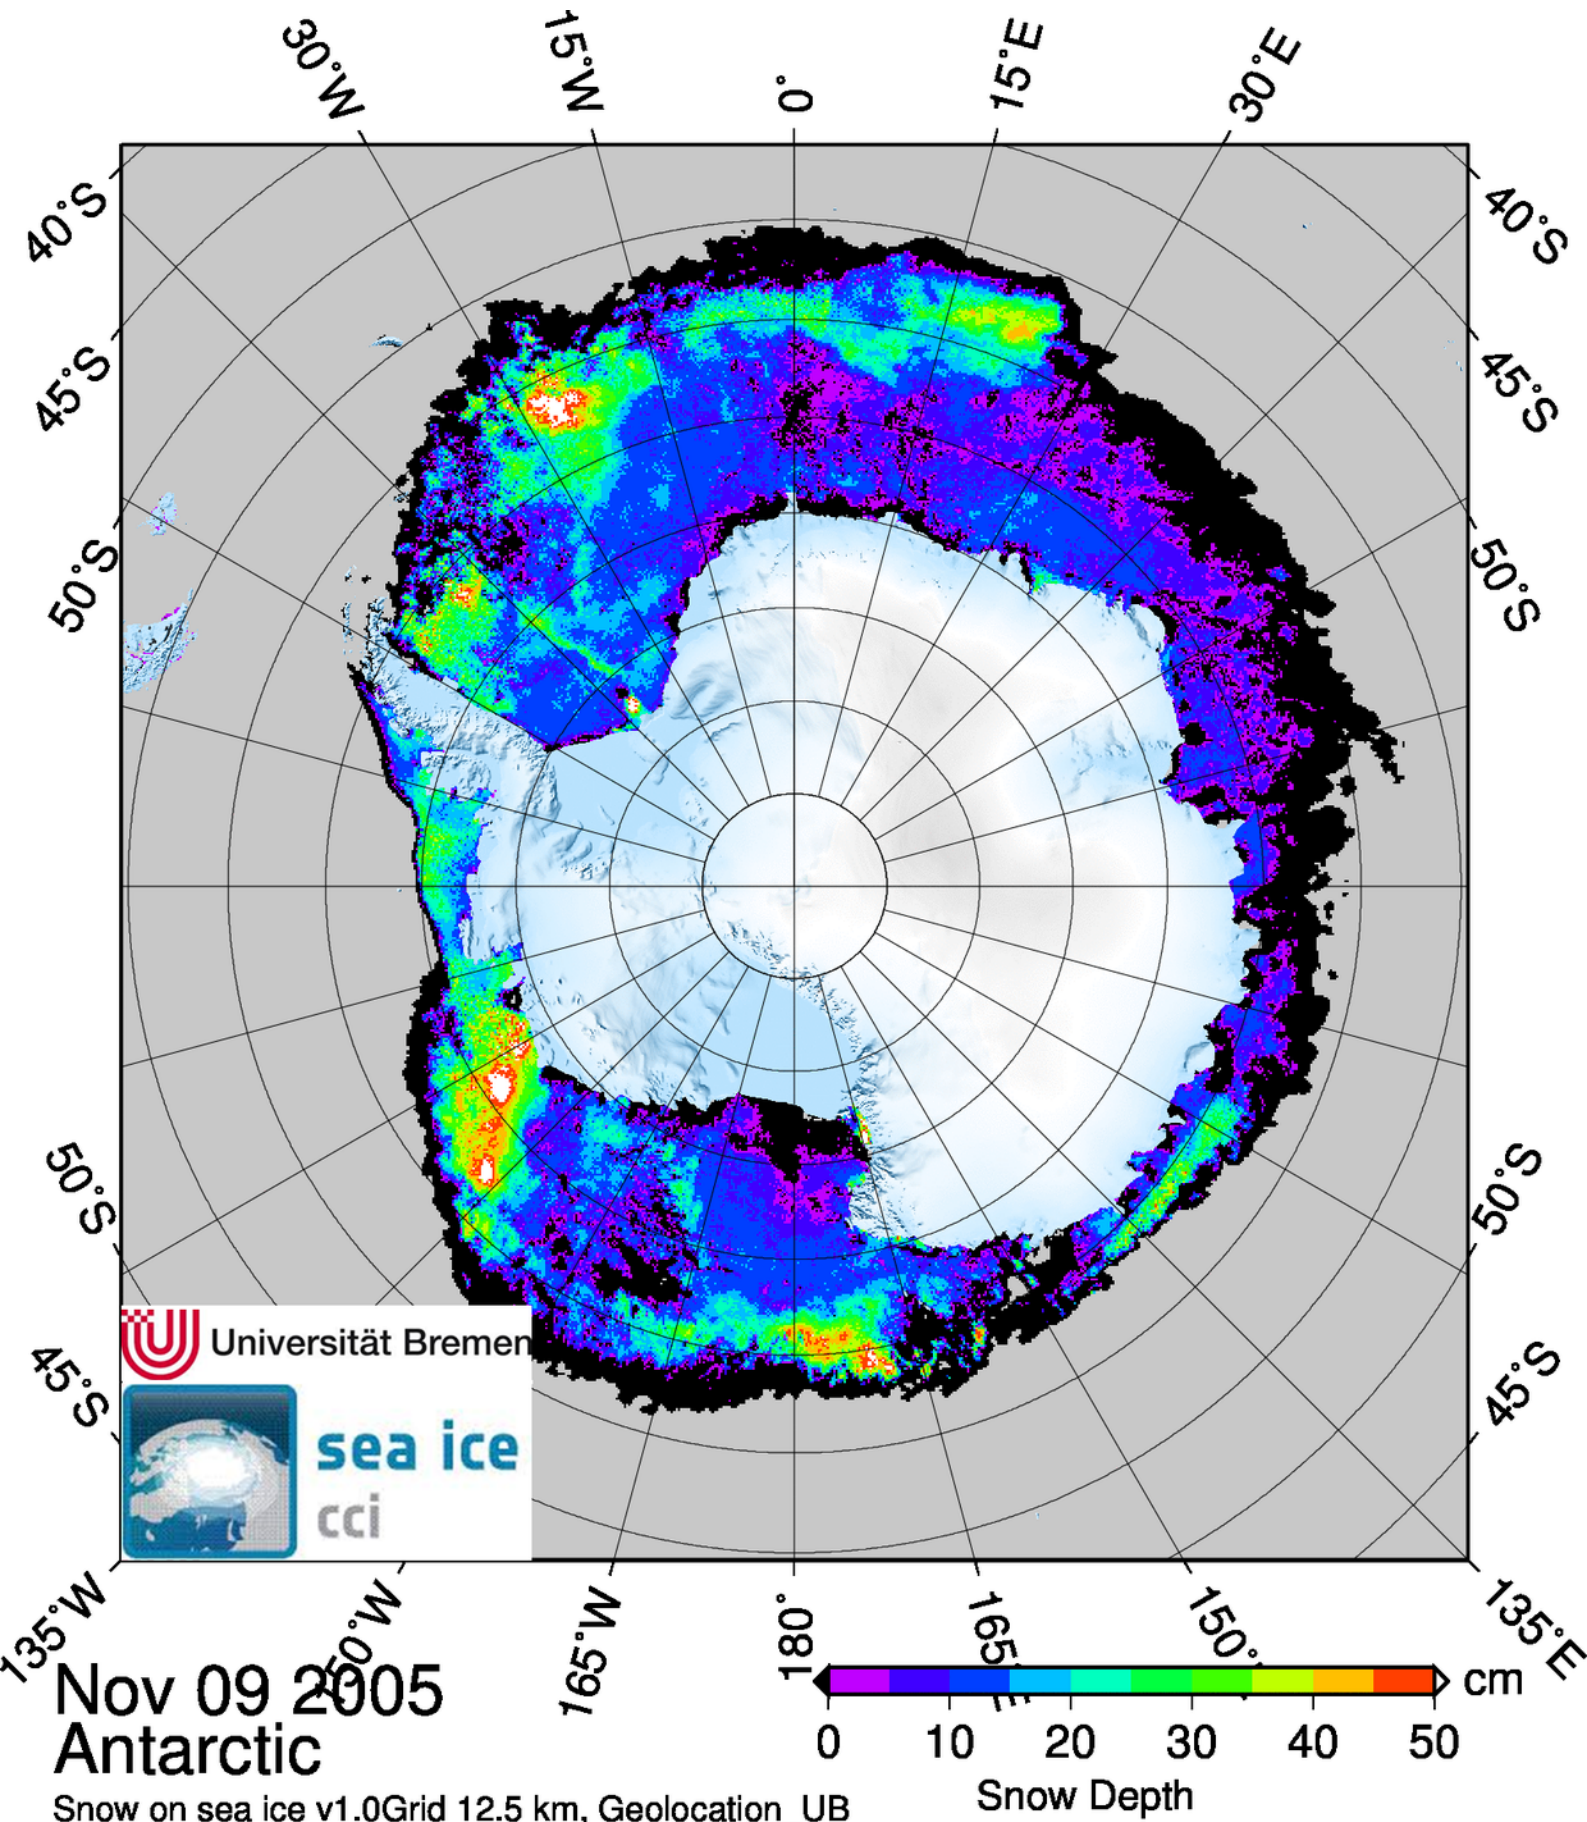 30°W
15°W
0°
15°E
30°E
40°S
40°S
45°S
45°S
50°S
50°S
50°S
50°S
45°S
45°S
Universität Bremen
sea ice
cci
135°W
165°W
180°
135°E
Nov 09 2005
Antarctic
Snow on sea ice v1.0Grid 12.5 km, Geolocation UB
cm
0 10 20 30 40 50
Snow Depth